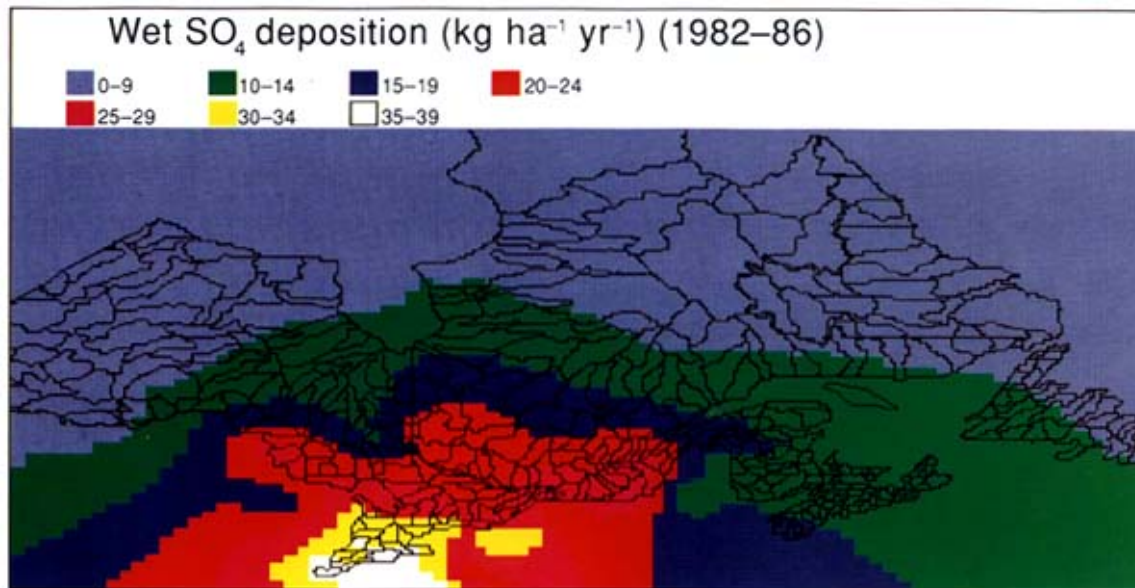 Wet SO₄ deposition (kg ha⁻¹ yr⁻¹) (1982–86)
0–9 10–14 15–19 20–24
25–29 30–34 35–39